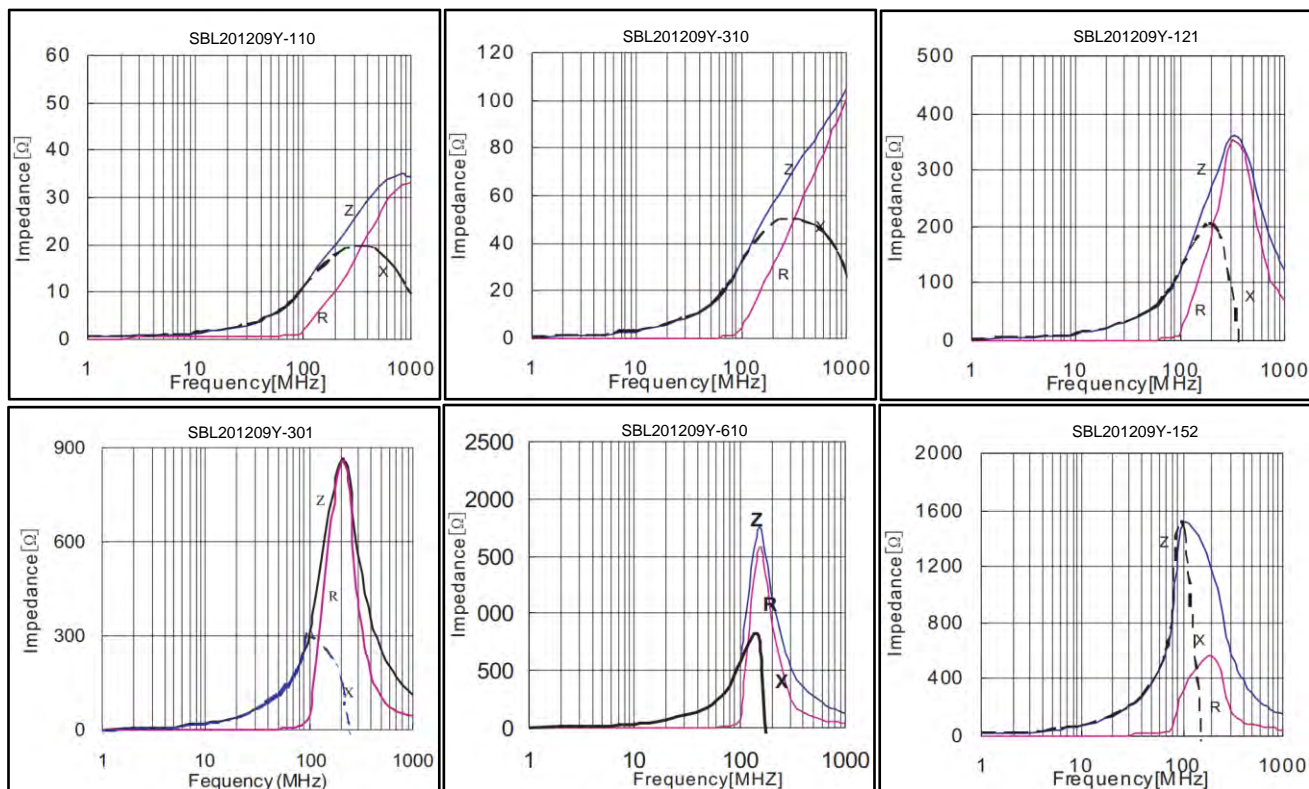 SBL201209Y-110
60
50
40
30
20
10
0
Impedance[Ω]
Z
X
R
1 10 100 1000
Frequency[MHz]
SBL201209Y-310
120
100
80
60
40
20
0
Impedance[Ω]
Z
X
R
1 10 100 1000
Frequency[MHz]
SBL201209Y-121
500
400
300
200
100
0
Impedance[Ω]
Z
R
X
1 10 100 1000
Frequency[MHz]
SBL201209Y-301
900
600
300
0
Impedance[Ω]
Z
R
X
1 10 100 1000
Fequency(MHz)
SBL201209Y-610
2500
2000
500
000
500
0
Impedance[Ω]
Z
R
X
1 10 100 1000
Frequency[MHZ]
SBL201209Y-152
2000
1600
1200
800
400
0
Impedance[Ω]
Z
X
R
1 10 100 1000
Frequency[MHz]